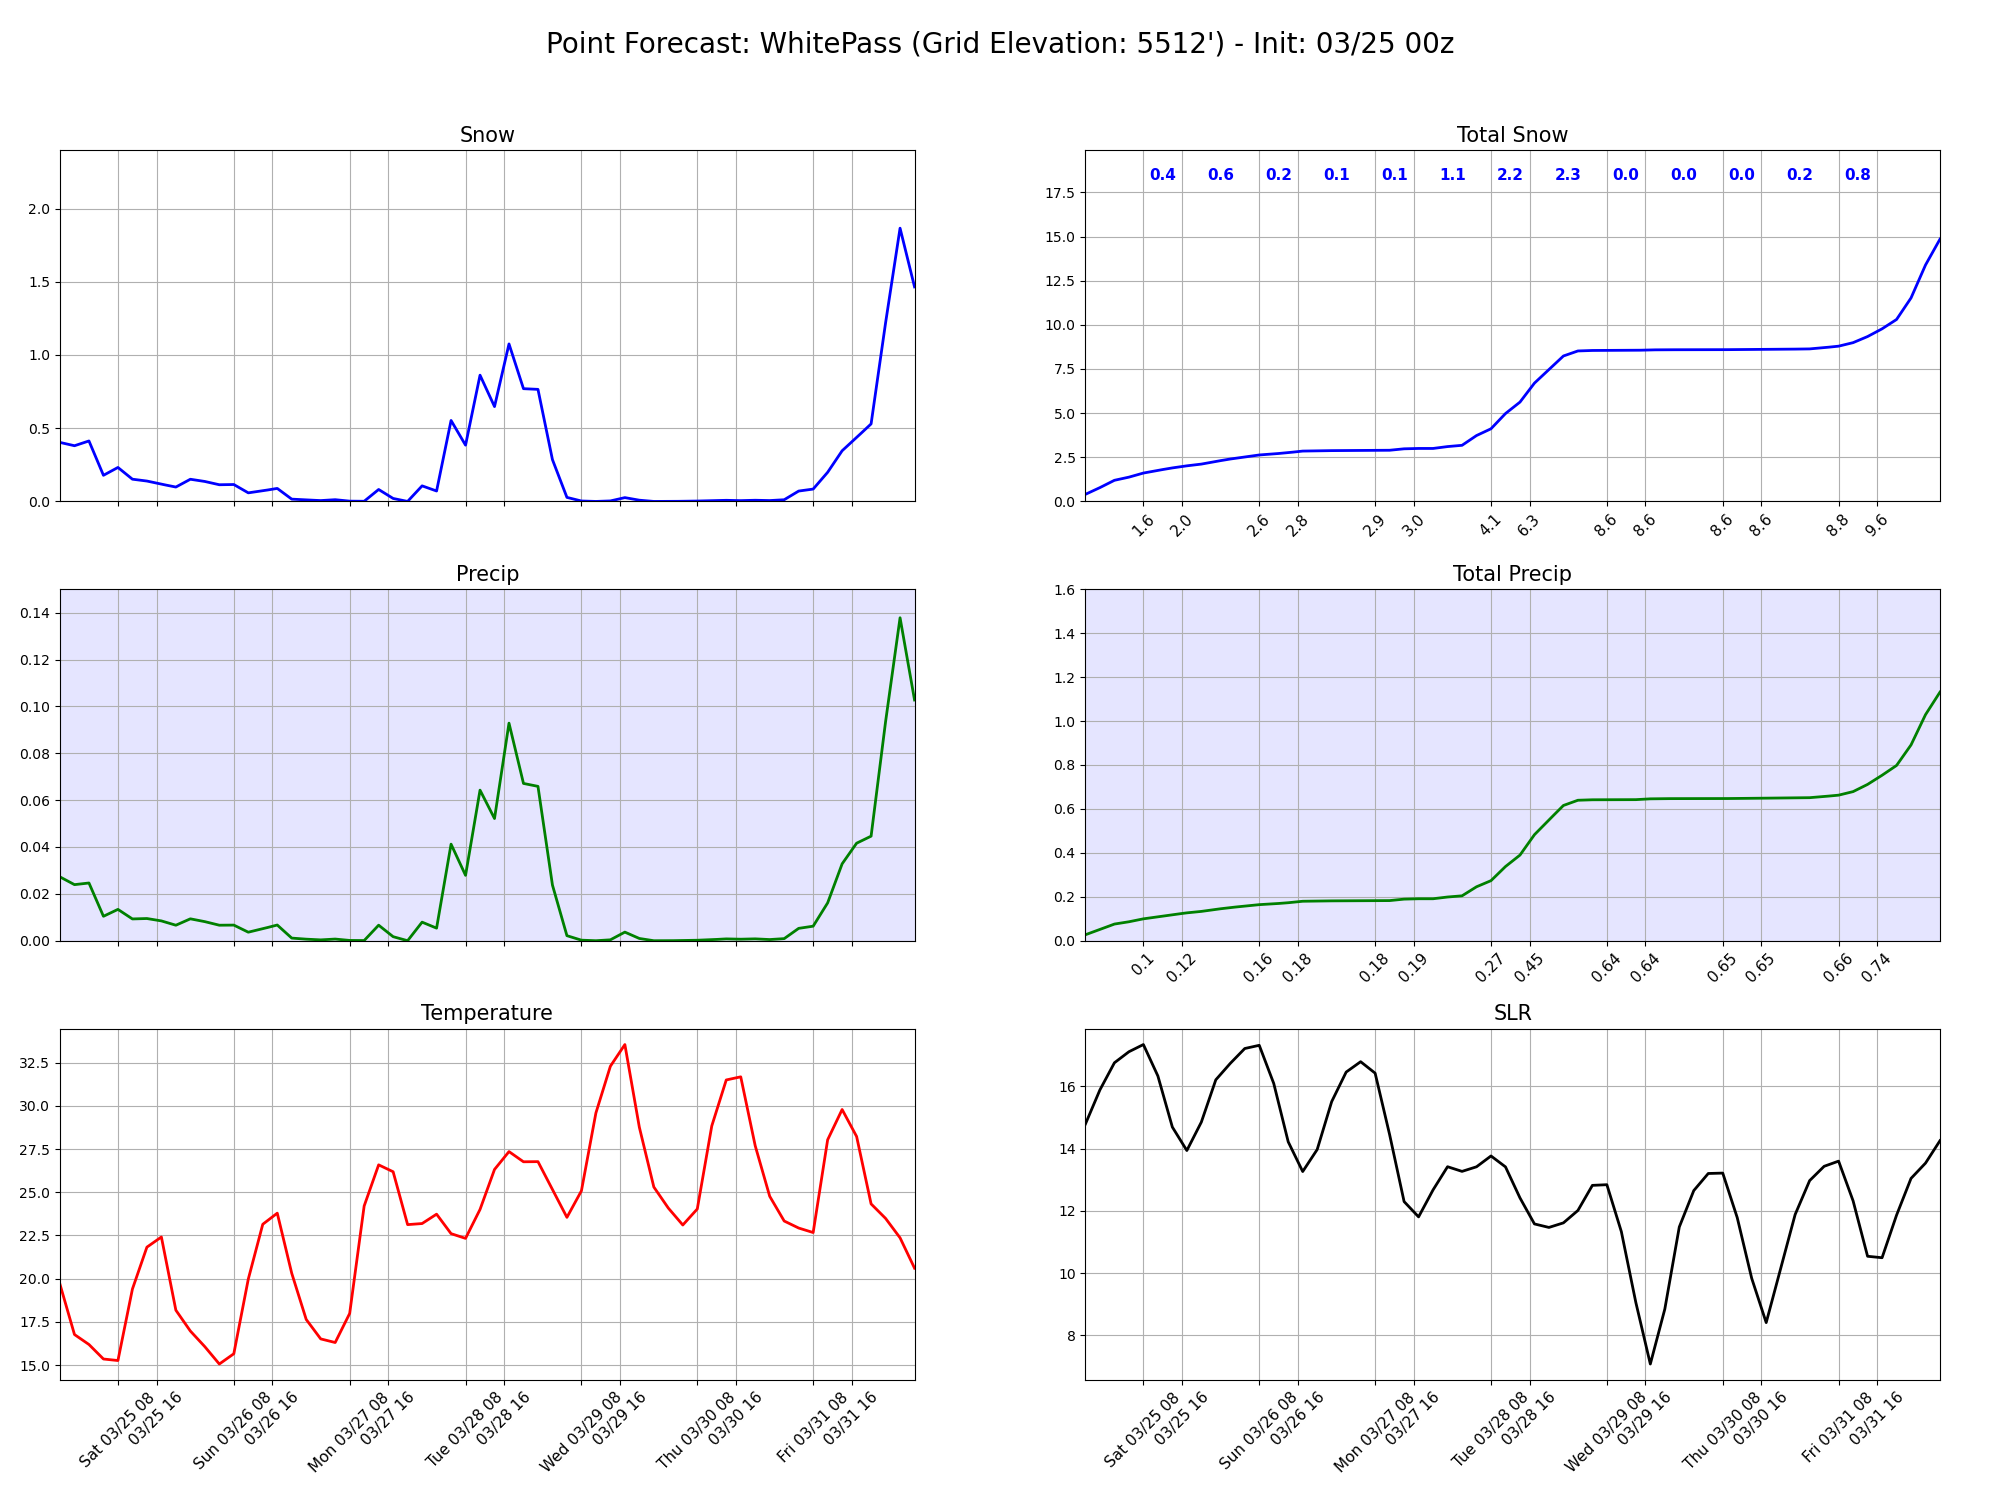 Point Forecast: WhitePass (Grid Elevation: 5512') - Init: 03/25 00z
Snow
2.0
1.5
1.0
0.5
0.0
Total Snow
0.4 0.6 0.2 0.1 0.1 1.1 2.2 2.3 0.0 0.0 0.0 0.2 0.8
17.5
15.0
12.5
10.0
7.5
5.0
2.5
0.0
1.6 2.0 2.6 2.8 2.9 3.0 4.1 6.3 8.6 8.6 8.6 8.6 8.8 9.6
Precip
0.14
0.12
0.10
0.08
0.06
0.04
0.02
0.00
Total Precip
1.6
1.4
1.2
1.0
0.8
0.6
0.4
0.2
0.0
0.1 0.12 0.16 0.18 0.18 0.19 0.27 0.45 0.64 0.64 0.65 0.65 0.66 0.74
Temperature
32.5
30.0
27.5
25.0
22.5
20.0
17.5
15.0
Sat 03/25 08
03/25 16
Sun 03/26 08
03/26 16
Mon 03/27 08
03/27 16
Tue 03/28 08
03/28 16
Wed 03/29 08
03/29 16
Thu 03/30 08
03/30 16
Fri 03/31 08
03/31 16
SLR
16
14
12
10
8
Sat 03/25 08
03/25 16
Sun 03/26 08
03/26 16
Mon 03/27 08
03/27 16
Tue 03/28 08
03/28 16
Wed 03/29 08
03/29 16
Thu 03/30 08
03/30 16
Fri 03/31 08
03/31 16